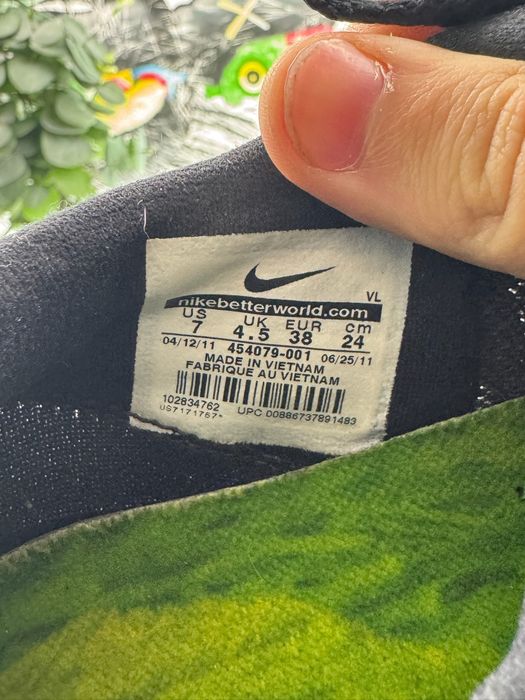 VL
nikebetterworld.com
US UK EUR cm
7 4.5 38 24
04/12/11 454079-001 06/25/11
MADE IN VIETNAM
FABRIQUE AU VIETNAM
102834762
US7171767* UPC 00886737891483